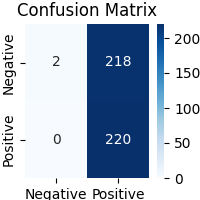 Confusion Matrix
Negative
2 218
Positive
0 220
Negative Positive
200
150
100
50
0